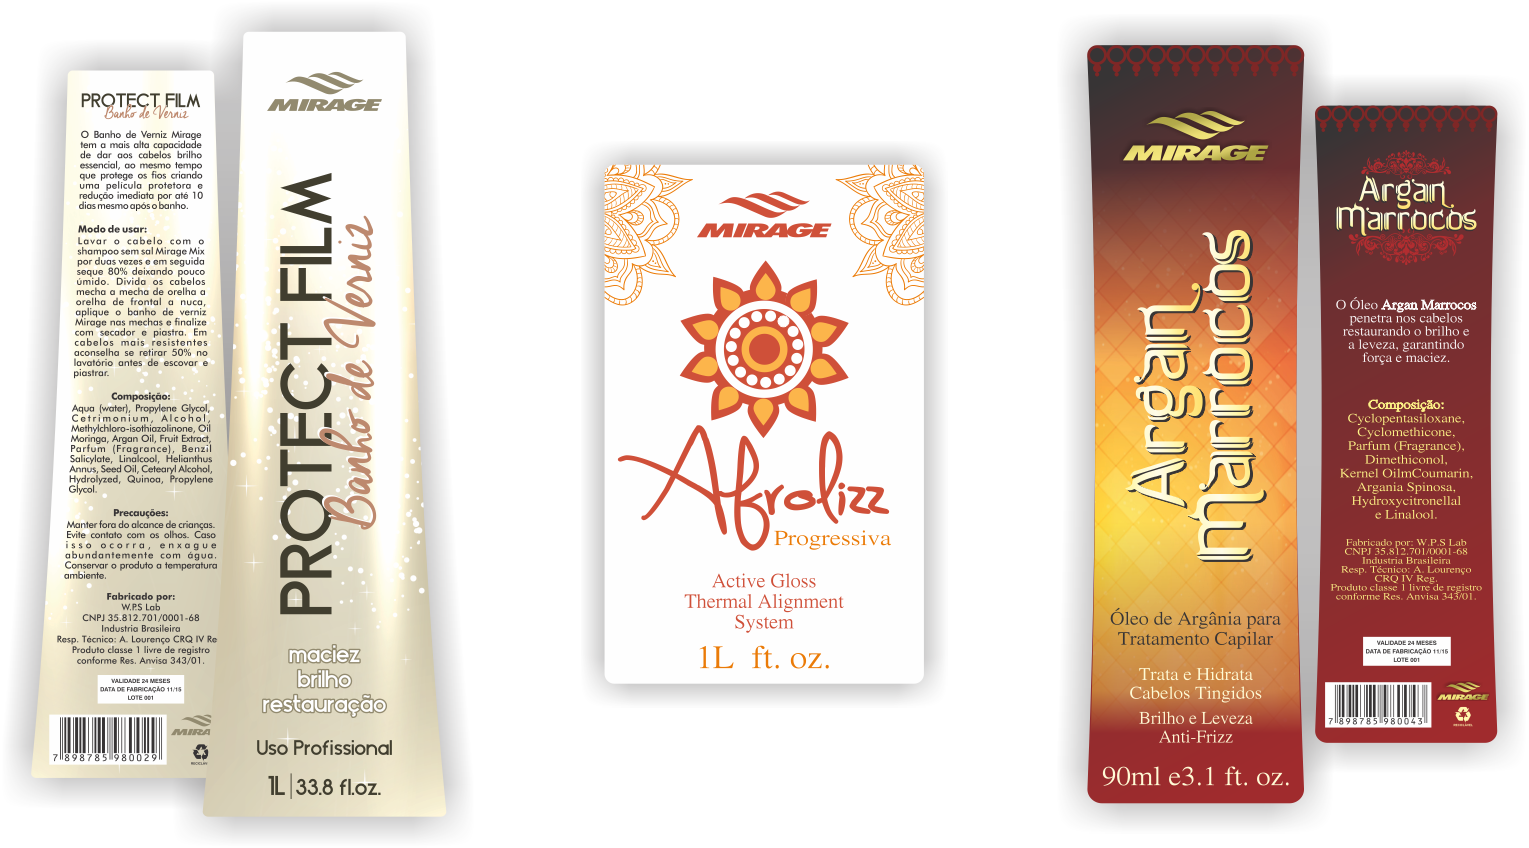 PROTECT FILM
Banho de Verniz
O Banho de Verniz Mirage
tem a mais alta capacidade
de dar aos cabelos brilho
essencial, ao mesmo tempo
que protege os fios criando
uma película protetora e
redução imediata por até 10
dias mesmo após o banho.
Modo de usar:
Lavar o cabelo com o
shampoo sem sal Mirage Mix
por duas vezes e em seguida
seque 80% deixando pouco
úmido. Divida os cabelos
mecha a mecha de orelha a
orelha de frontal a nuca,
aplique o banho de verniz
Mirage nas mechas e finalize
com secador e piastra. Em
cabelos mais resistentes
aconselha se retirar 50% no
lavatório antes de escovar e
piastrar.
Composição:
Aqua (water), Propylene Glycol,
Cetrimonium, Alcohol,
Methylchloro-isothiazolinone, Oil
Moringa, Argan Oil, Fruit Extract,
Parfum (Fragrance), Benzil
Salicylate, Linalcool, Helianthus
Annus, Seed Oil, Cetearyl Alcohol,
Hydrolyzed, Quinoa, Propylene
Glycol.
Precauções:
Manter fora do alcance de crianças.
Evite contato com os olhos. Caso
isso ocorra, enxague
abundantemente com água.
Conservar o produto a temperatura
ambiente.
Fabricado por:
W.P.S Lab
CNPJ 35.812.701/0001-68
Industria Brasileira
Resp. Técnico: A. Lourenço CRQ IV Re
Produto classe 1 livre de registro
conforme Res. Anvisa 343/01.
VALIDADE 24 MESES
DATA DE FABRICAÇÃO 11/15
LOTE 001
7 898785 980029
MIRA
MIRAGE
PROTECT FILM
Banho de Verniz
maciez
brilho
restauração
Uso Profissional
1L 33.8 fl.oz.
MIRAGE
Afrolizz
Progressiva
Active Gloss
Thermal Alignment
System
1L ft. oz.
MIRAGE
Argan
Marrocos
Óleo de Argânia para
Tratamento Capilar
Trata e Hidrata
Cabelos Tingidos
Brilho e Leveza
Anti-Frizz
90ml e3.1 ft. oz.
Argan
Marrocos
O Óleo Argan Marrocos
penetra nos cabelos
restaurando o brilho e
a leveza, garantindo
força e maciez.
Composição:
Cyclopentasiloxane,
Cyclomethicone,
Parfum (Fragrance),
Dimethiconol,
Kernel OilmCoumarin,
Argania Spinosa,
Hydroxycitronellal
e Linalool.
Fabricado por: W.P.S Lab
CNPJ 35.812.701/0001-68
Industria Brasileira
Resp. Técnico: A. Lourenço
CRQ IV Reg.
Produto classe 1 livre de registro
conforme Res. Anvisa 343/01.
VALIDADE 24 MESES
DATA DE FABRICAÇÃO 11/15
LOTE 001
7 898785 980043
MIRAGE
RECICLÁVEL